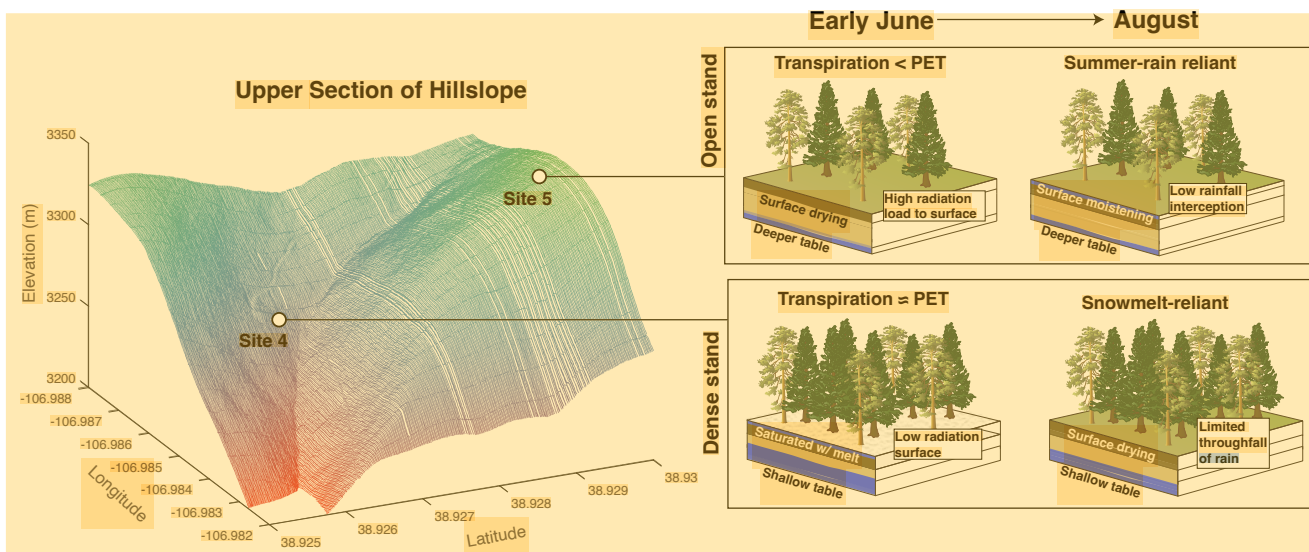 Early June
August
Upper Section of Hillslope
Elevation (m)
3350
3300
3250
3200
-106.988
-106.987
-106.986
-106.985
-106.984
-106.983
-106.982
Longitude
38.925
38.926
38.927
38.928
38.929
38.93
Latitude
Site 5
Site 4
Open stand
Transpiration < PET
Summer-rain reliant
Surface drying
High radiation
load to surface
Deeper table
Surface moistening
Low rainfall
interception
Deeper table
Dense stand
Transpiration ≈ PET
Snowmelt-reliant
Saturated w/ melt
Low radiation
surface
Shallow table
Surface drying
Limited
throughfall
of rain
Shallow table